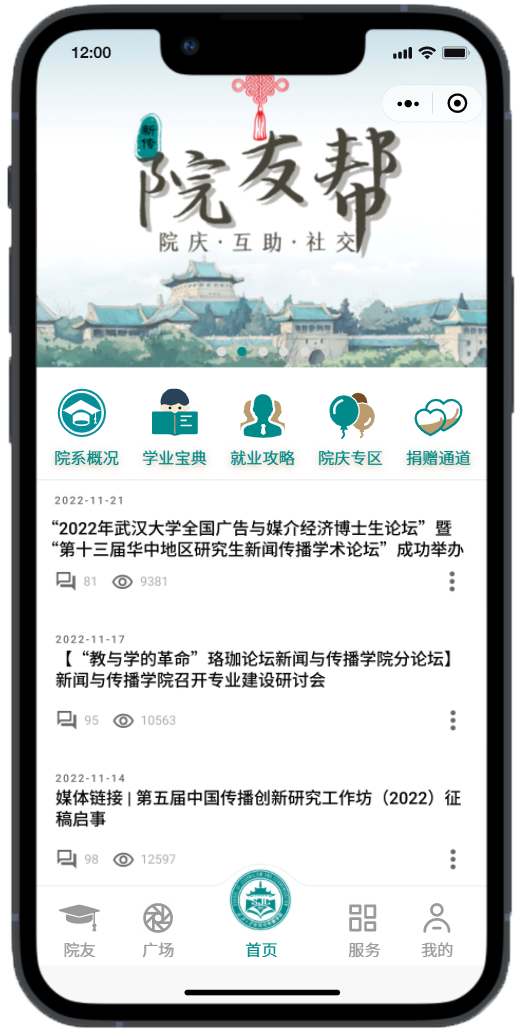 12:00
新传
院友帮
院庆·互助·社交
院系概况 学业宝典 就业攻略 院庆专区 捐赠通道
2022-11-21
“2022年武汉大学全国广告与媒介经济博士生论坛”暨
“第十三届华中地区研究生新闻传播学术论坛”成功举办
81 9381
2022-11-17
【“教与学的革命”珞珈论坛新闻与传播学院分论坛】
新闻与传播学院召开专业建设研讨会
95 10563
2022-11-14
媒体链接 | 第五届中国传播创新研究工作坊（2022）征
稿启事
98 12597
院友 广场 首页 服务 我的